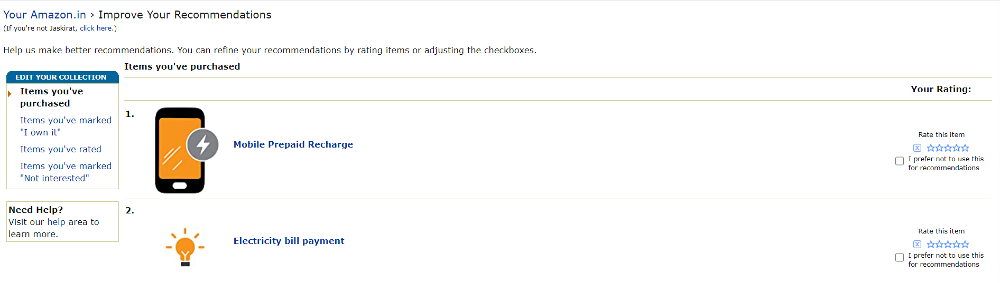 Your Amazon.in › Improve Your Recommendations
(If you're not Jaskirat, click here.)
Help us make better recommendations. You can refine your recommendations by rating items or adjusting the checkboxes.
EDIT YOUR COLLECTION
Items you've
purchased
Items you've marked
"I own it"
Items you've rated
Items you've marked
"Not interested"
Need Help?
Visit our help area to
learn more.
Items you've purchased
Your Rating:
1.
Mobile Prepaid Recharge
Rate this item
I prefer not to use this
for recommendations
2.
Electricity bill payment
Rate this item
I prefer not to use this
for recommendations